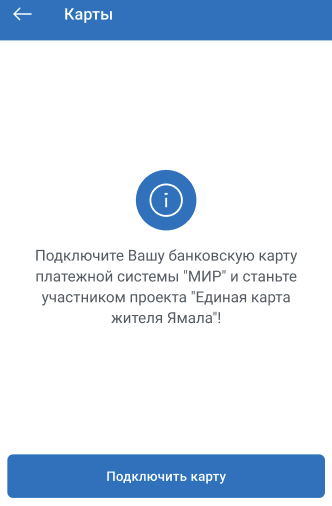 Карты
Подключите Вашу банковскую карту
платежной системы "МИР" и станьте
участником проекта "Единая карта
жителя Ямала"!
Подключить карту